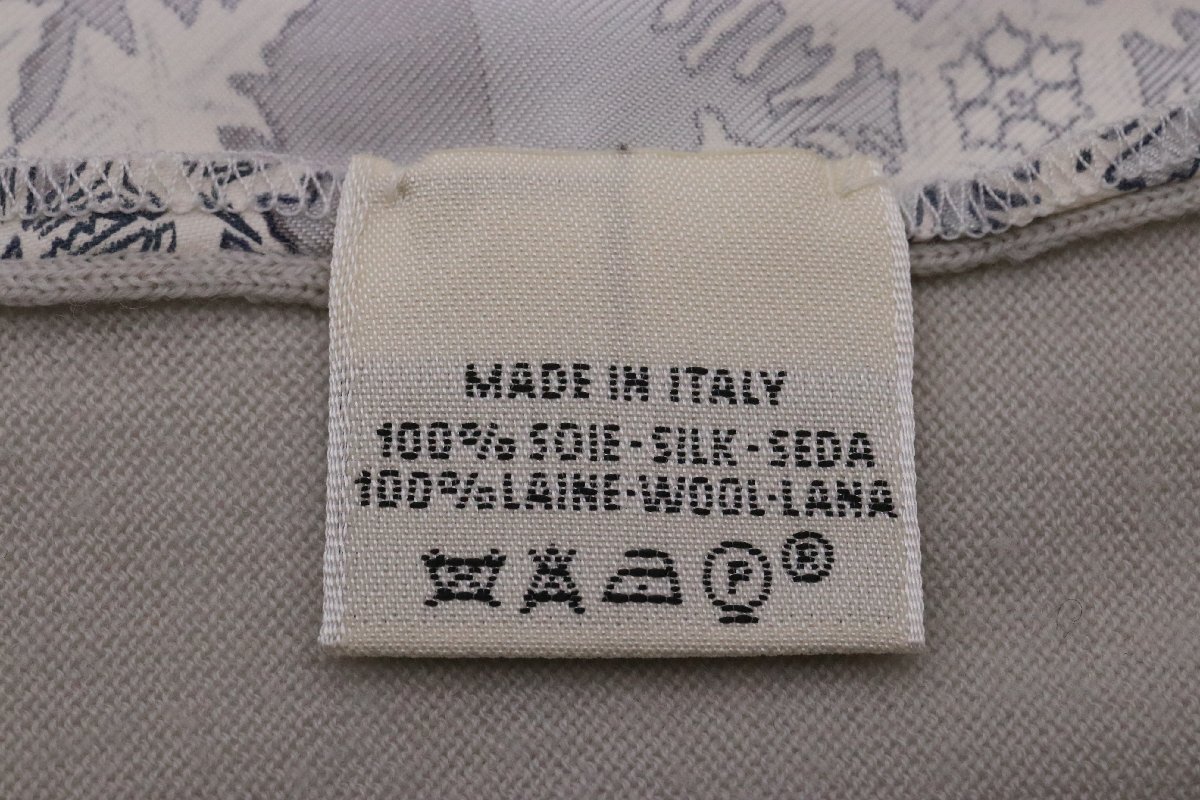 MADE IN ITALY
100% SOIE-SILK-SEDA
100% LAINE-WOOL-LANA
P ®